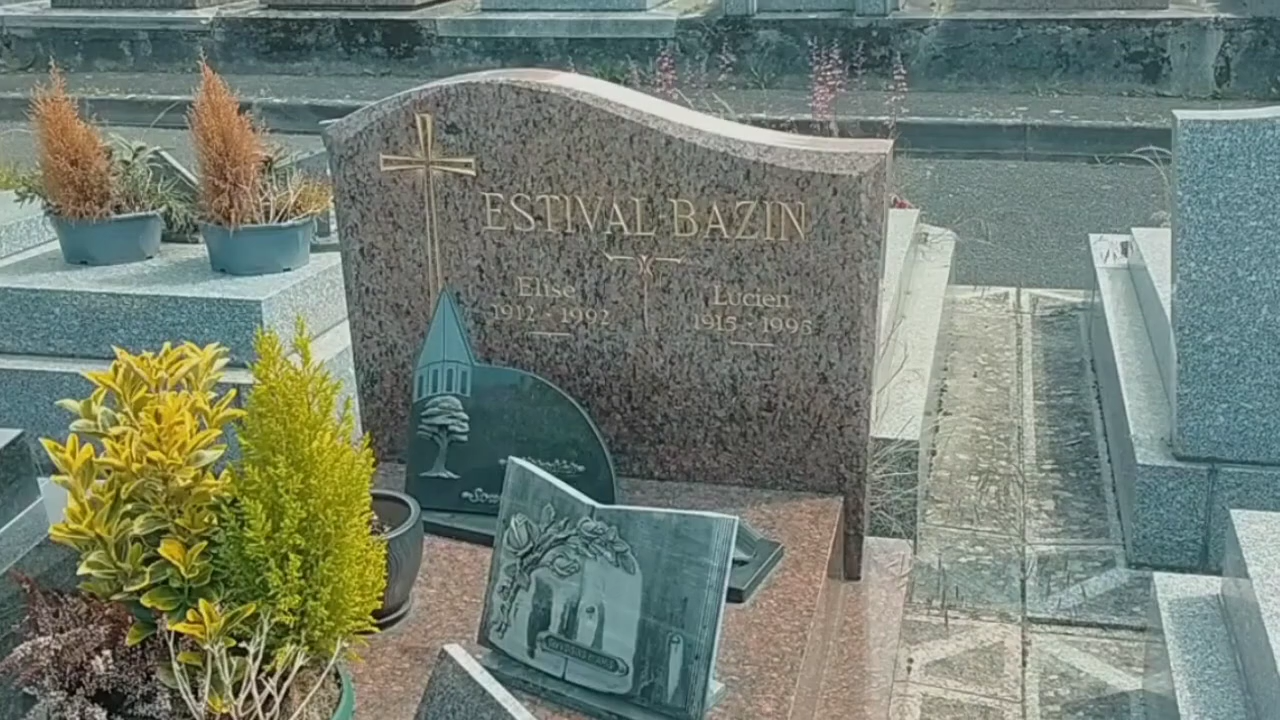 ESTIVAL BAZIN
Elise
1912 - 1992
Lucien
1915 - 1995